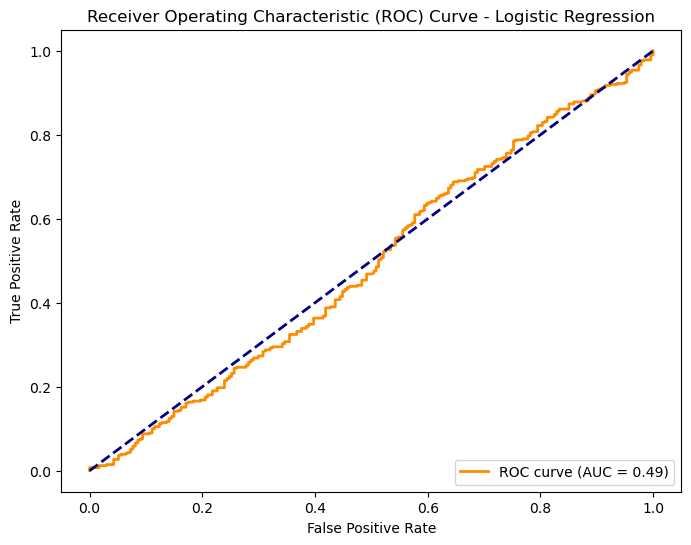 Receiver Operating Characteristic (ROC) Curve - Logistic Regression
1.0
0.8
0.6
0.4
0.2
0.0
True Positive Rate
ROC curve (AUC = 0.49)
0.0 0.2 0.4 0.6 0.8 1.0
False Positive Rate